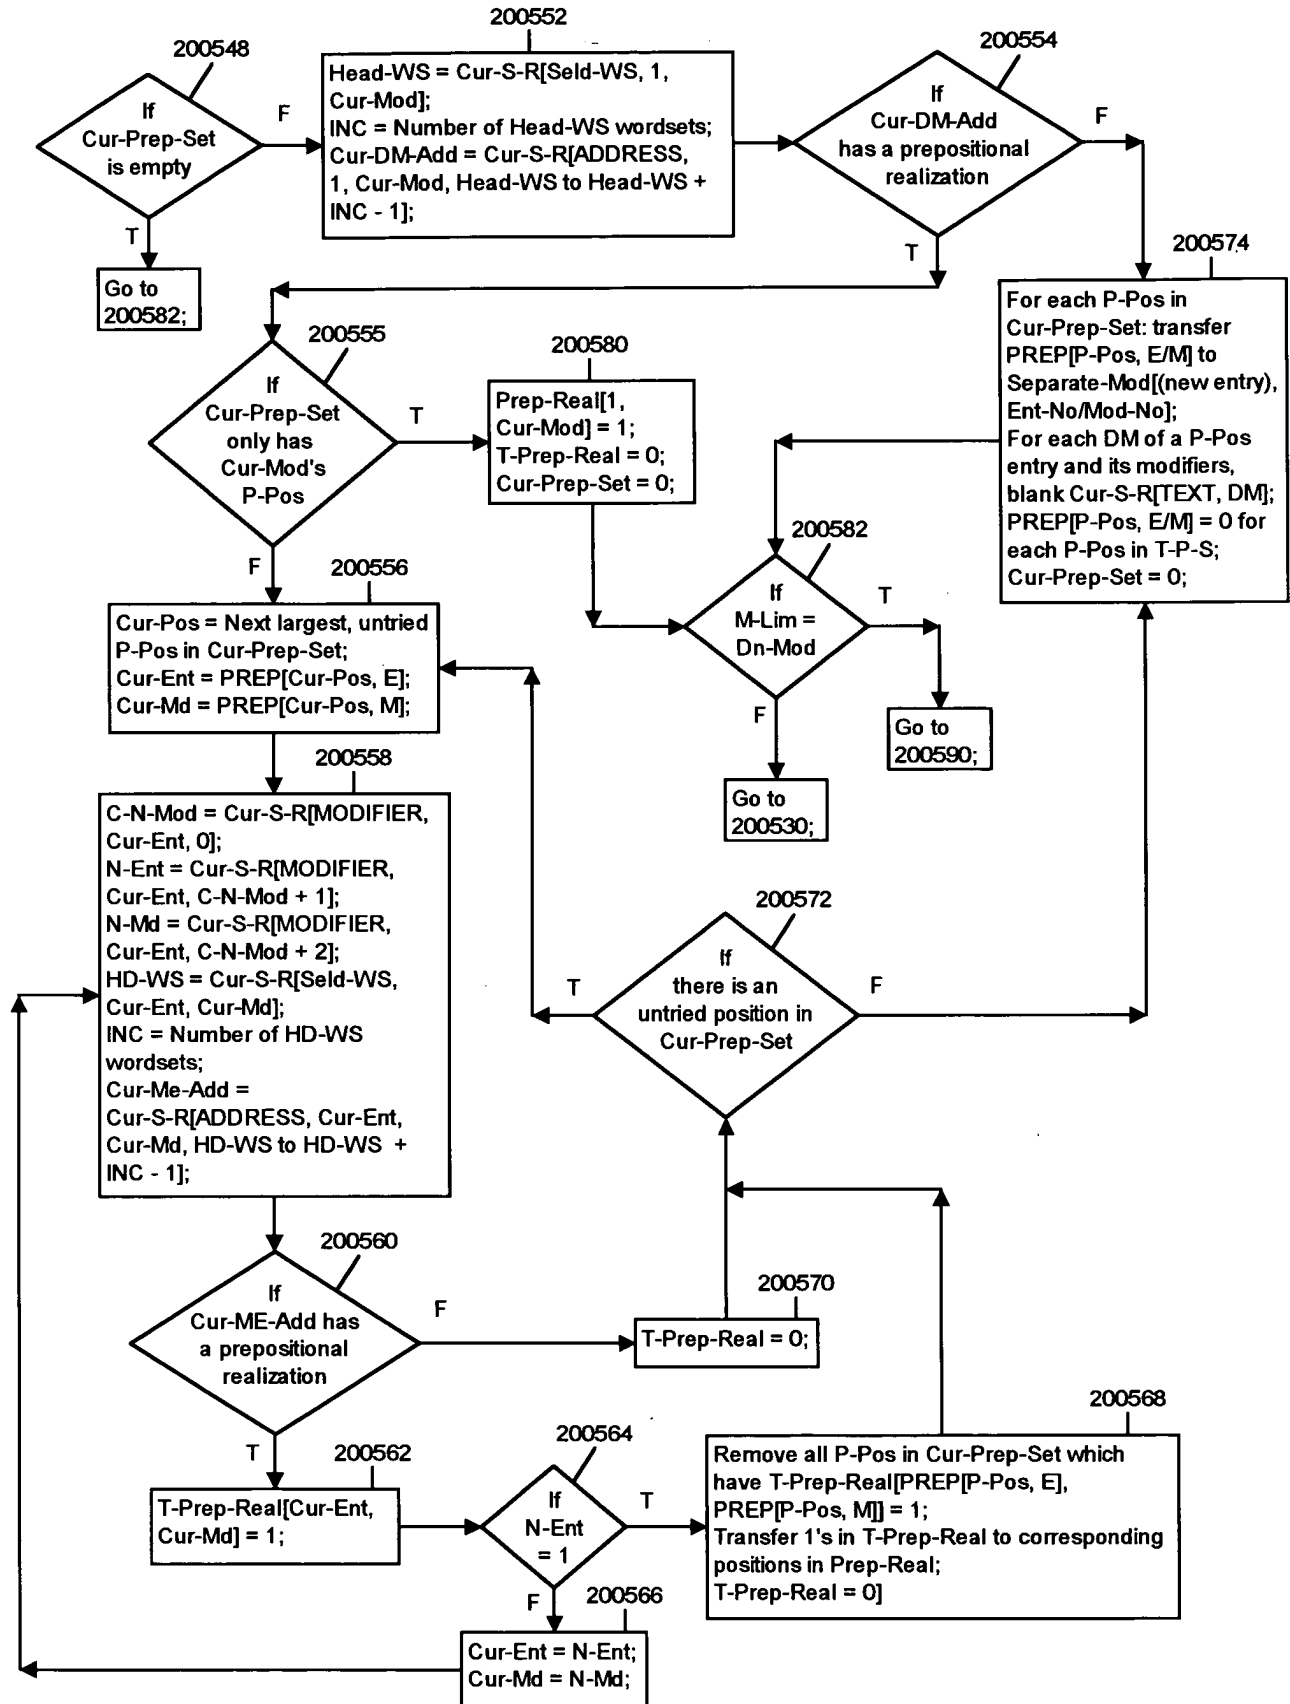 200548
If
Cur-Prep-Set
is empty
F
T
Go to
200582;
200552
Head-WS = Cur-S-R[Seld-WS, 1,
Cur-Mod];
INC = Number of Head-WS wordsets;
Cur-DM-Add = Cur-S-R[ADDRESS,
1, Cur-Mod, Head-WS to Head-WS +
INC - 1];
200554
If
Cur-DM-Add
has a prepositional
realization
F
T
200574
For each P-Pos in
Cur-Prep-Set: transfer
PREP[P-Pos, E/M] to
Separate-Mod[(new entry),
Ent-No/Mod-No];
For each DM of a P-Pos
entry and its modifiers,
blank Cur-S-R[TEXT, DM];
PREP[P-Pos, E/M] = 0 for
each P-Pos in T-P-S;
Cur-Prep-Set = 0;
200555
If
Cur-Prep-Set
only has
Cur-Mod's
P-Pos
T
F
200580
Prep-Real[1,
Cur-Mod] = 1;
T-Prep-Real = 0;
Cur-Prep-Set = 0;
200582
If
M-Lim =
Dn-Mod
T
F
Go to
200590;
Go to
200530;
200556
Cur-Pos = Next largest, untried
P-Pos in Cur-Prep-Set;
Cur-Ent = PREP[Cur-Pos, E];
Cur-Md = PREP[Cur-Pos, M];
200558
C-N-Mod = Cur-S-R[MODIFIER,
Cur-Ent, 0];
N-Ent = Cur-S-R[MODIFIER,
Cur-Ent, C-N-Mod + 1];
N-Md = Cur-S-R[MODIFIER,
Cur-Ent, C-N-Mod + 2];
HD-WS = Cur-S-R[Seld-WS,
Cur-Ent, Cur-Md];
INC = Number of HD-WS
wordsets;
Cur-Me-Add =
Cur-S-R[ADDRESS, Cur-Ent,
Cur-Md, HD-WS to HD-WS +
INC - 1];
200572
If
there is an
untried position in
Cur-Prep-Set
T
F
200560
If
Cur-ME-Add has
a prepositional
realization
F
T
200570
T-Prep-Real = 0;
200562
T-Prep-Real[Cur-Ent,
Cur-Md] = 1;
200564
If
N-Ent
= 1
T
F
200568
Remove all P-Pos in Cur-Prep-Set which
have T-Prep-Real[PREP[P-Pos, E],
PREP[P-Pos, M]] = 1;
Transfer 1's in T-Prep-Real to corresponding
positions in Prep-Real;
T-Prep-Real = 0]
200566
Cur-Ent = N-Ent;
Cur-Md = N-Md;